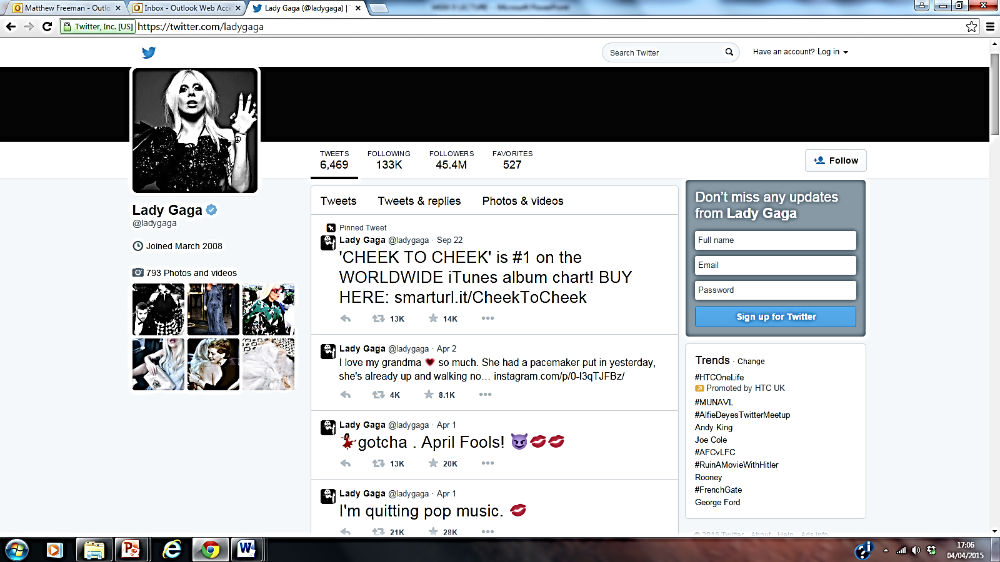 Matthew Freeman - Outlo
Inbox - Outlook Web Acce
Lady Gaga (@ladygaga) |
Twitter, Inc. [US] https://twitter.com/ladygaga
Search Twitter
Have an account? Log in
TWEETS
6,469
FOLLOWING
133K
FOLLOWERS
45.4M
FAVORITES
527
Follow
Lady Gaga
@ladygaga
Joined March 2008
793 Photos and videos
Tweets Tweets & replies Photos & videos
Pinned Tweet
Lady Gaga @ladygaga · Sep 22
'CHEEK TO CHEEK' is #1 on the
WORLDWIDE iTunes album chart! BUY
HERE: smarturl.it/CheekToCheek
13K 14K
Lady Gaga @ladygaga · Apr 2
I love my grandma 💗 so much. She had a pacemaker put in yesterday,
she's already up and walking no... instagram.com/p/0-l3qTJFBz/
4K 8.1K
Lady Gaga @ladygaga · Apr 1
💃gotcha . April Fools! 😈💋💋
13K 20K
Lady Gaga @ladygaga · Apr 1
I'm quitting pop music. 💋
21K 28K
Don't miss any updates
from Lady Gaga
Full name
Email
Password
Sign up for Twitter
Trends · Change
#HTCOneLife
Promoted by HTC UK
#MUNAVL
#AlfieDeyesTwitterMeetup
Andy King
Joe Cole
#AFCvLFC
#RuinAMovieWithHitler
Rooney
#FrenchGate
George Ford
© 2015 Twitter About Help Ads info
17:06
04/04/2015